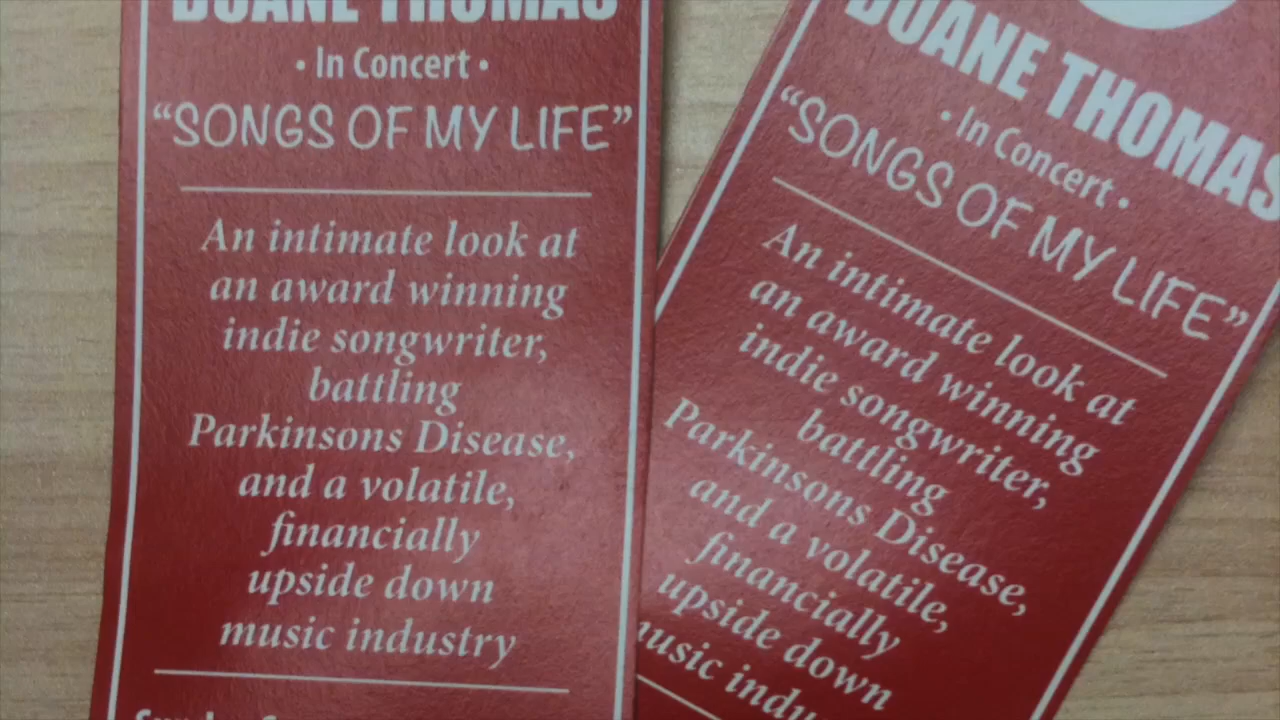 DUANE THOMAS
· In Concert ·
“SONGS OF MY LIFE”
An intimate look at
an award winning
indie songwriter,
battling
Parkinsons Disease,
and a volatile,
financially
upside down
music industry
DUANE THOMAS
· In Concert ·
“SONGS OF MY LIFE”
An intimate look at
an award winning
indie songwriter,
battling
Parkinsons Disease,
and a volatile,
financially
upside down
music indu